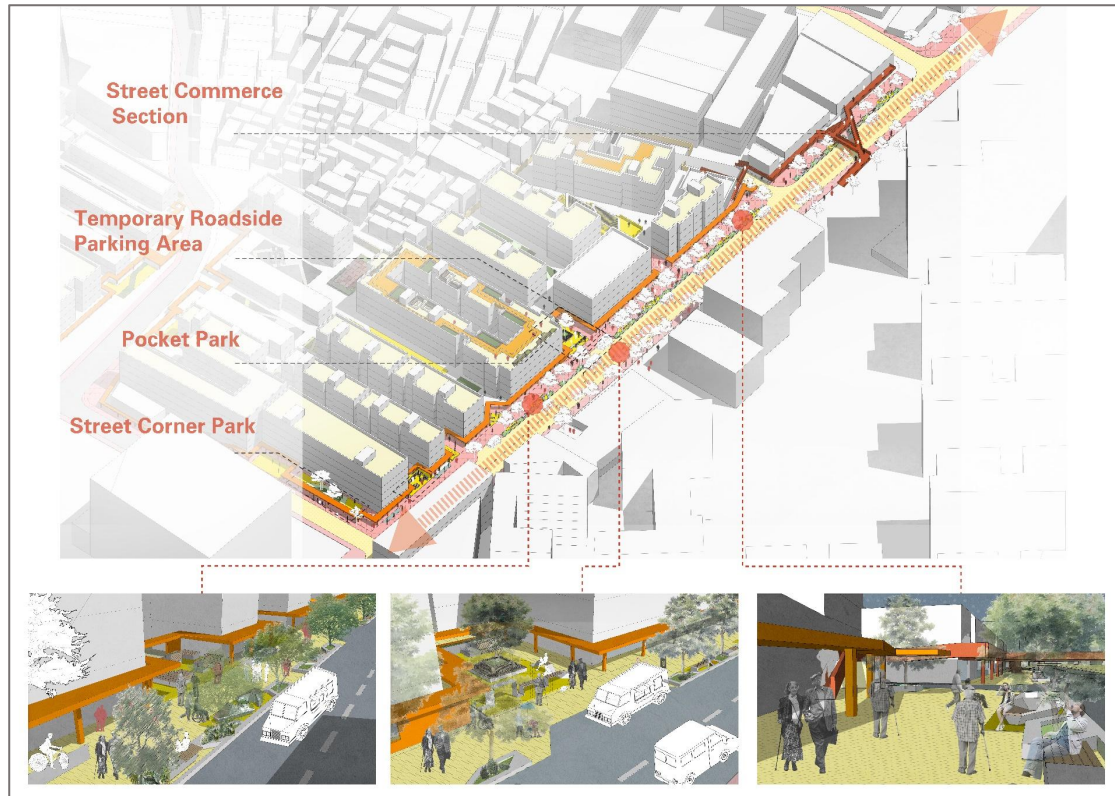 Street Commerce
Section
Temporary Roadside
Parking Area
Pocket Park
Street Corner Park